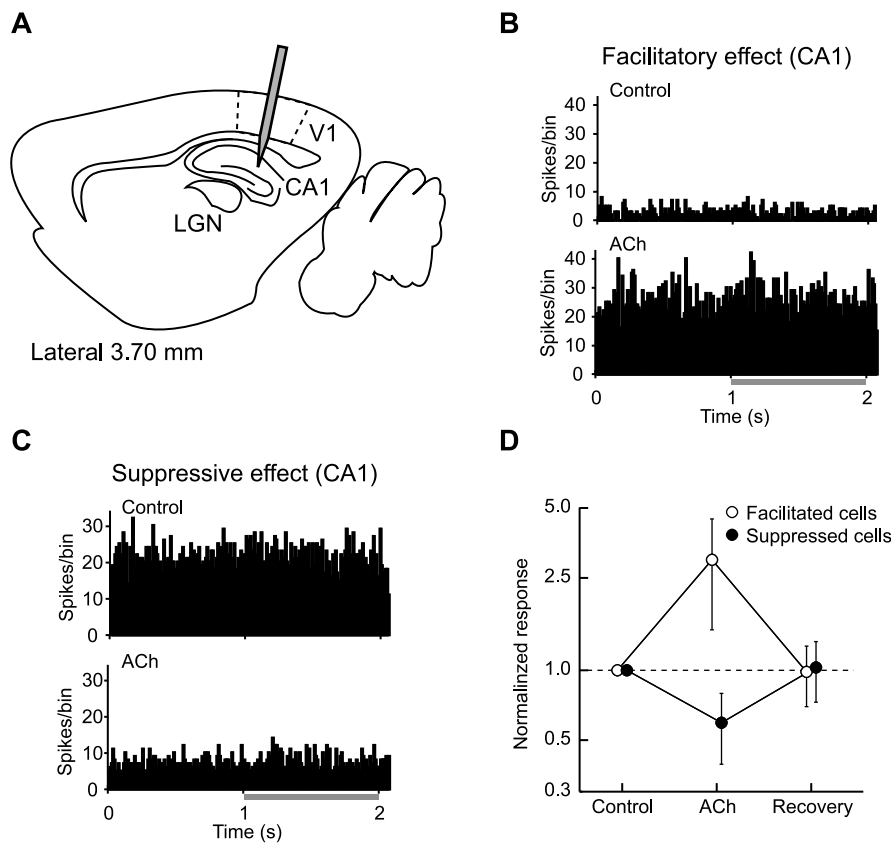 A
V1
CA1
LGN
Lateral 3.70 mm
B
Facilitatory effect (CA1)
Control
Spikes/bin
40
30
20
10
0
ACh
Spikes/bin
40
30
20
10
0
0 1 2
Time (s)
C
Suppressive effect (CA1)
Control
Spikes/bin
30
20
10
0
ACh
Spikes/bin
30
20
10
0
0 1 2
Time (s)
D
Normalinzed response
5.0
2.5
1.0
0.5
0.3
Facilitated cells
Suppressed cells
Control ACh Recovery